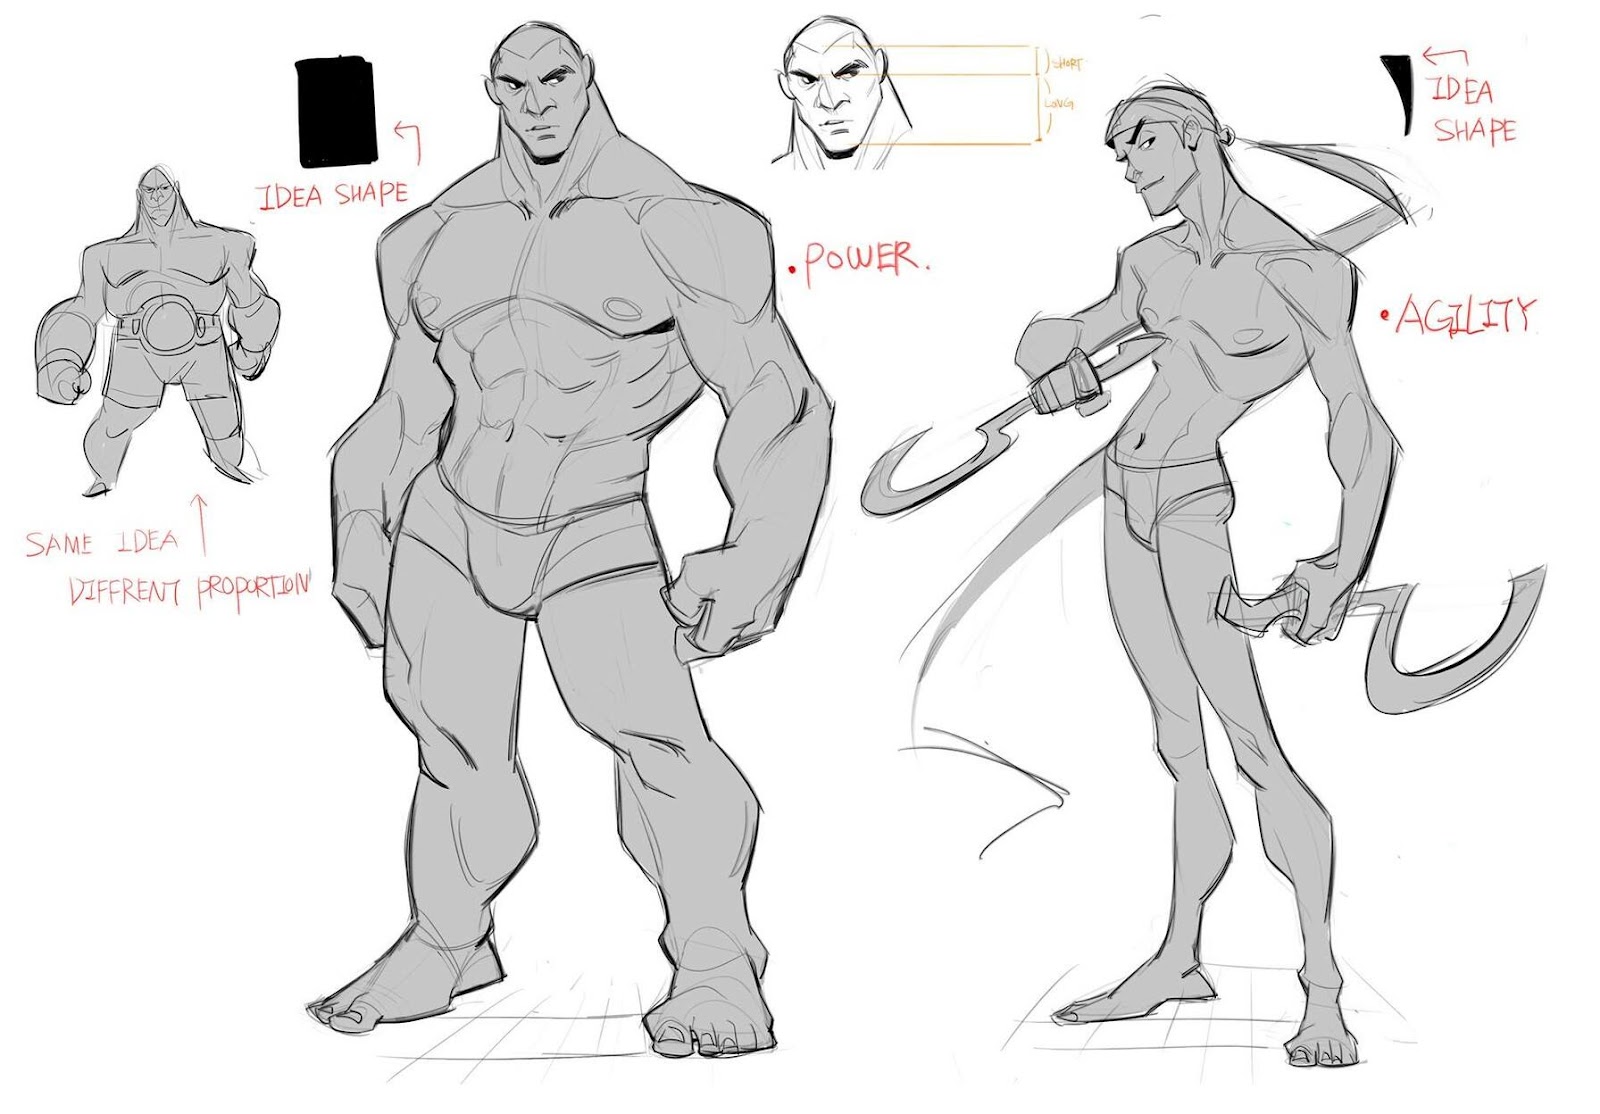 IDEA SHAPE
SAME IDEA
DIFFRENT PROPORTION
SHORT
LONG
• POWER.
IDEA
SHAPE
• AGILITY